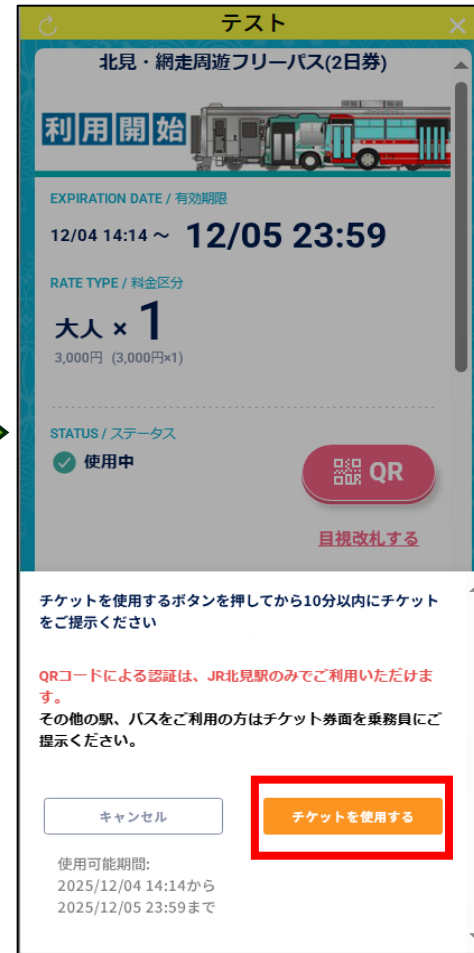 テスト
北見・網走周遊フリーパス(2日券)
利用開始
EXPIRATION DATE / 有効期限
12/04 14:14 ～ 12/05 23:59
RATE TYPE / 料金区分
大人 × 1
3,000円 (3,000円×1)
STATUS / ステータス
使用中
QR
目視改札する
チケットを使用するボタンを押してから10分以内にチケット
をご提示ください
QRコードによる認証は、JR北見駅のみでご利用いただけま
す。
その他の駅、バスをご利用の方はチケット券面を乗務員にご
提示ください。
キャンセル
チケットを使用する
使用可能期間:
2025/12/04 14:14から
2025/12/05 23:59まで